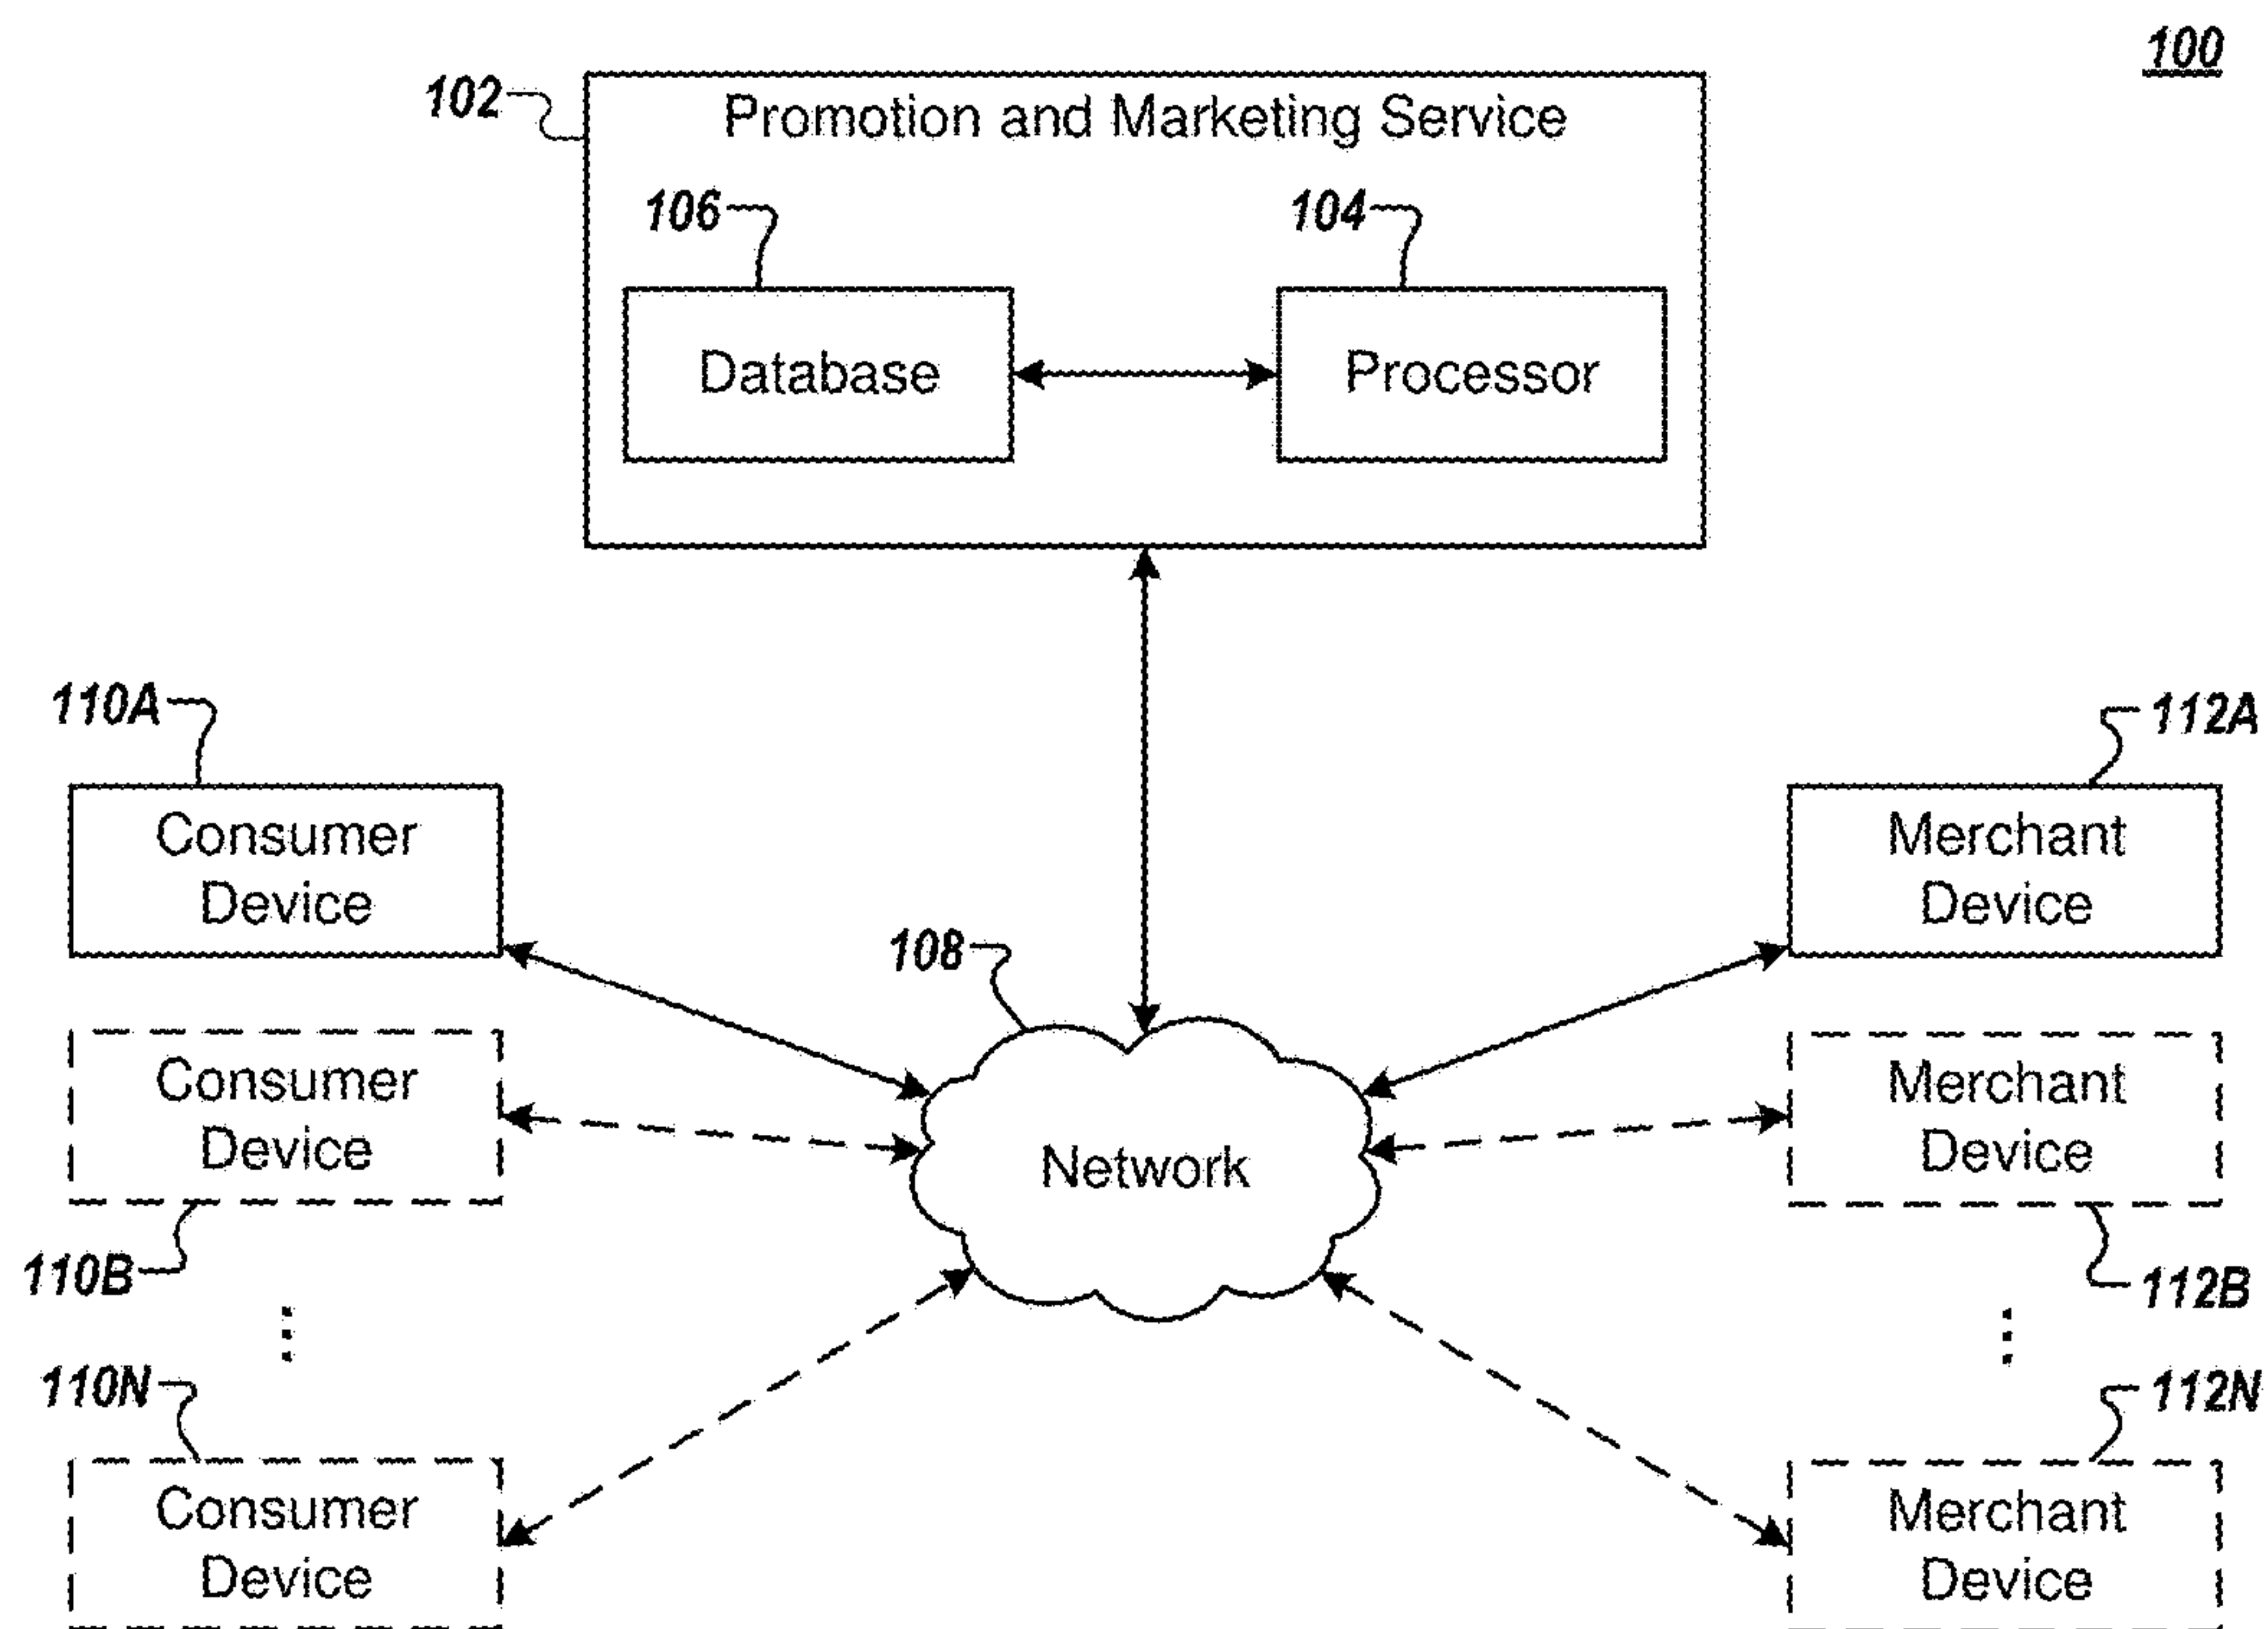 100
102
Promotion and Marketing Service
106
104
Database
Processor
110A
112A
Consumer
Device
Merchant
Device
108
Consumer
Device
Merchant
Device
Network
110B
112B
110N
112N
Consumer
Device
Merchant
Device